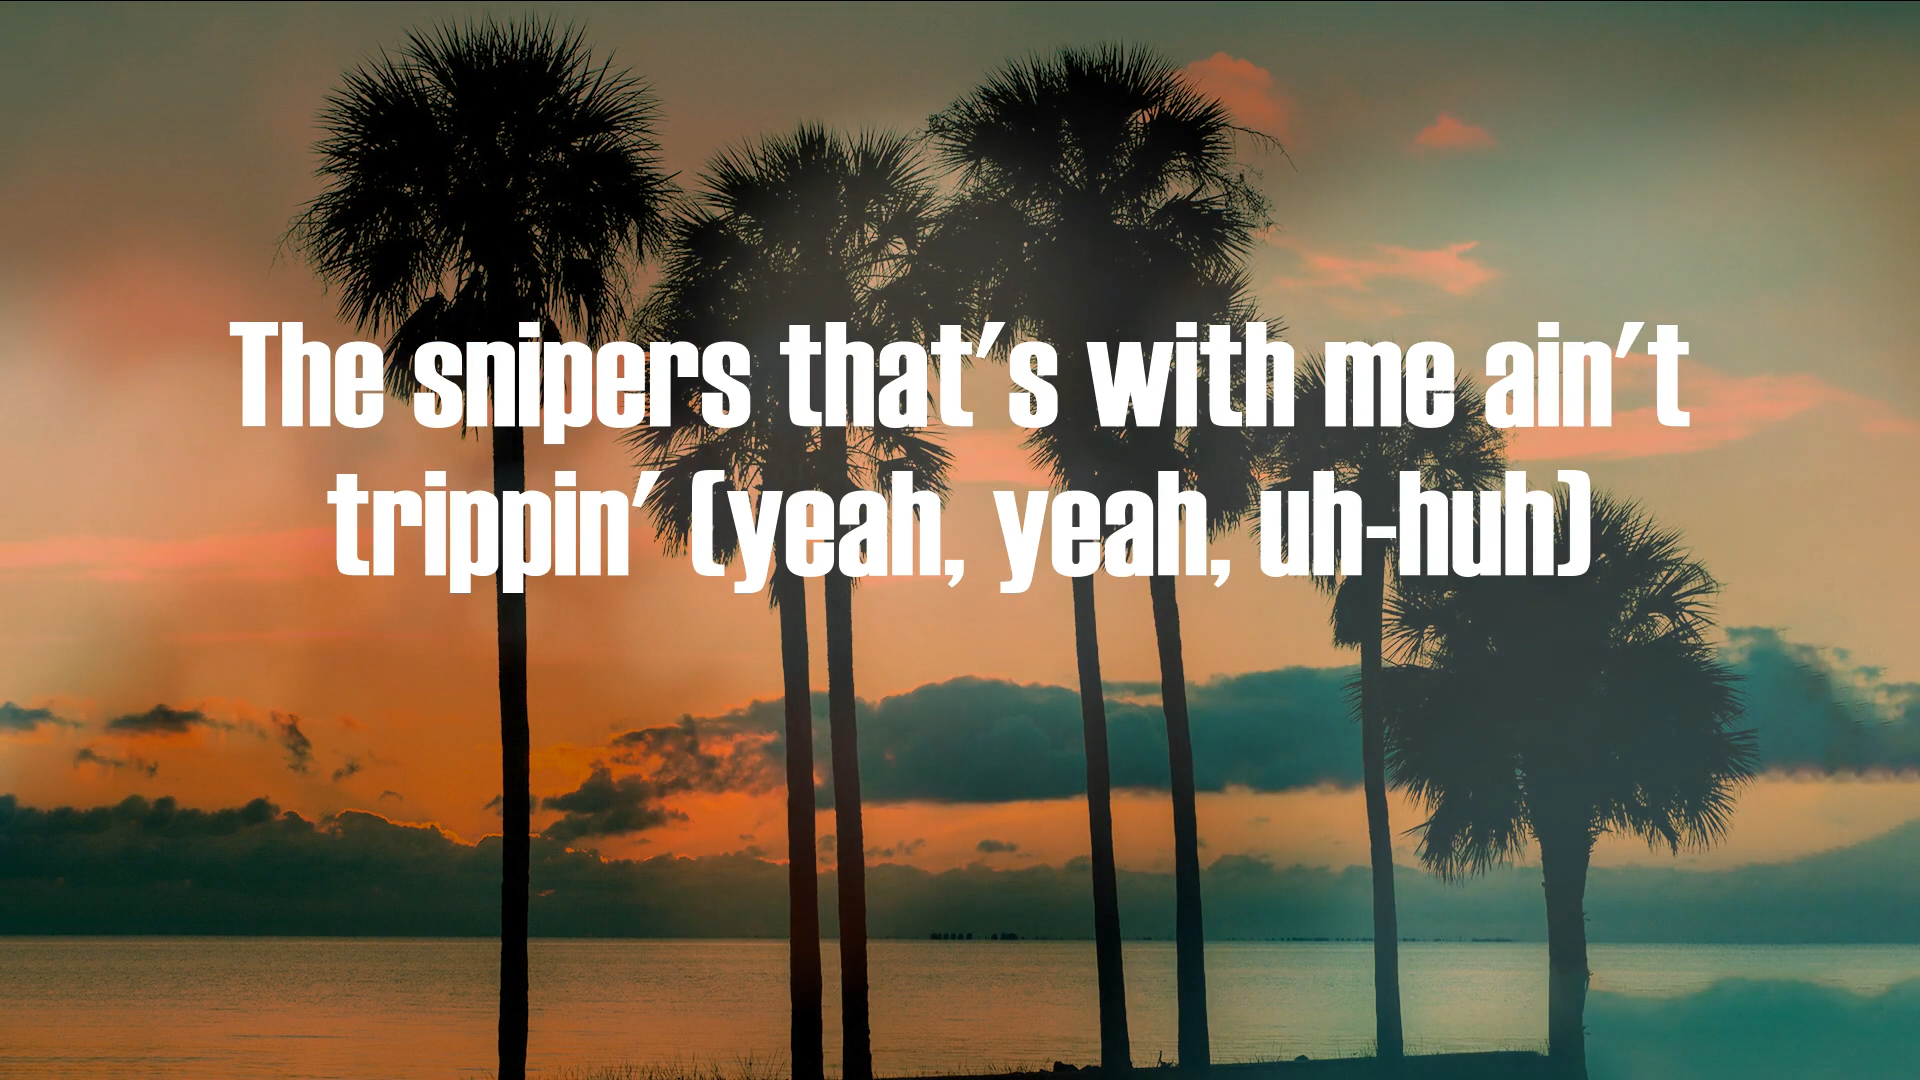 The snipers that's with me ain't
trippin' (yeah, yeah, uh-huh)